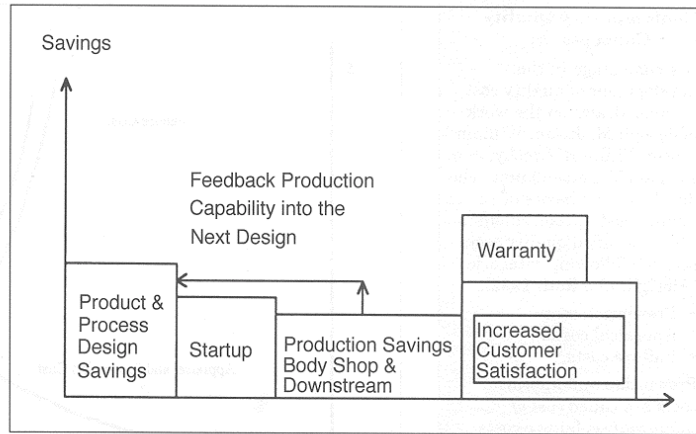 Savings
Feedback Production
Capability into the
Next Design
Product &
Process
Design
Savings
Startup
Production Savings
Body Shop &
Downstream
Warranty
Increased
Customer
Satisfaction